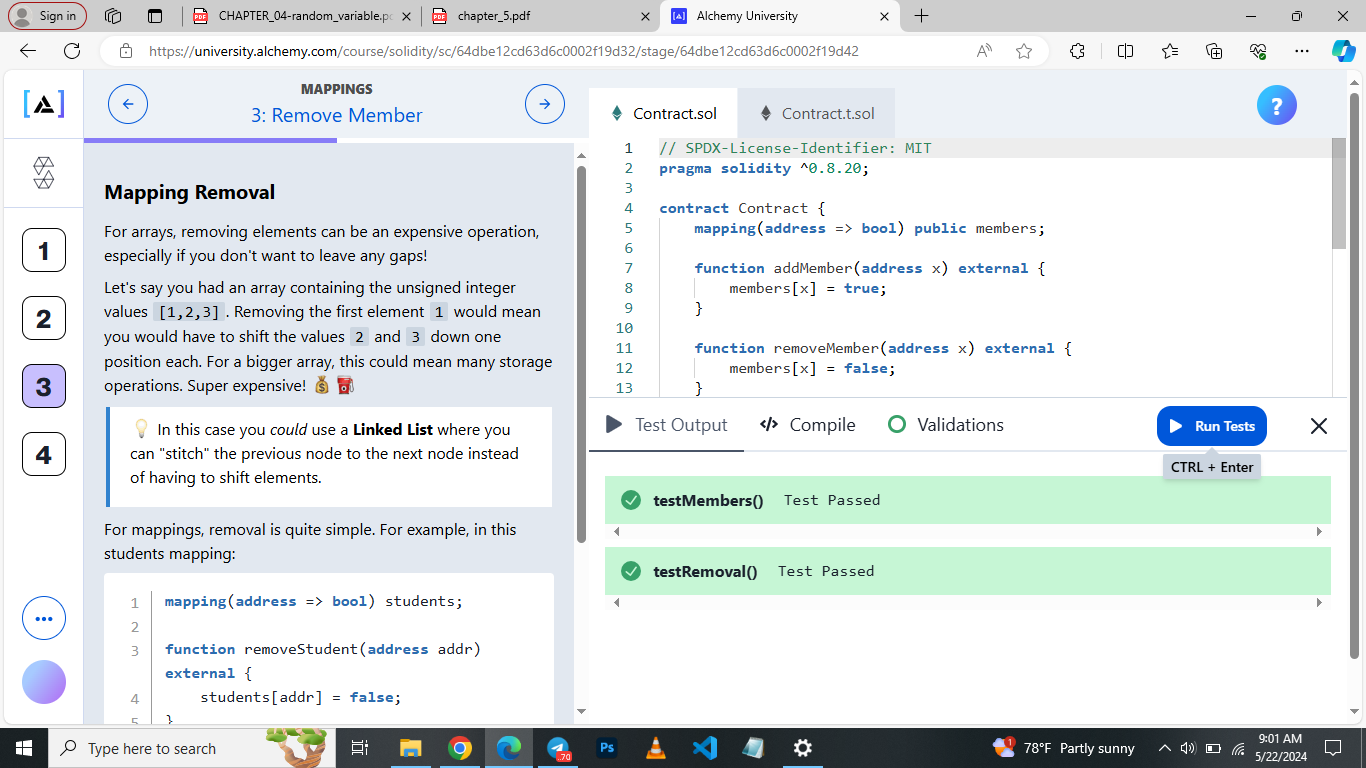 Sign in
CHAPTER_04-random_variable.pd
chapter_5.pdf
Alchemy University
https://university.alchemy.com/course/solidity/sc/64dbe12cd63d6c0002f19d32/stage/64dbe12cd63d6c0002f19d42
MAPPINGS
3: Remove Member
1
2
3
4
Mapping Removal
For arrays, removing elements can be an expensive operation,
especially if you don't want to leave any gaps!
Let's say you had an array containing the unsigned integer
values [1,2,3]. Removing the first element 1 would mean
you would have to shift the values 2 and 3 down one
position each. For a bigger array, this could mean many storage
operations. Super expensive! 💰 ⛽
💡 In this case you could use a Linked List where you
can "stitch" the previous node to the next node instead
of having to shift elements.
For mappings, removal is quite simple. For example, in this
students mapping:
1 mapping(address => bool) students;
2
3 function removeStudent(address addr)
external {
4 students[addr] = false;
5 }
Contract.sol
Contract.t.sol
?
1 // SPDX-License-Identifier: MIT
2 pragma solidity ^0.8.20;
3
4 contract Contract {
5 mapping(address => bool) public members;
6
7 function addMember(address x) external {
8 members[x] = true;
9 }
10
11 function removeMember(address x) external {
12 members[x] = false;
13 }
Test Output
</> Compile
Validations
Run Tests
CTRL + Enter
testMembers() Test Passed
testRemoval() Test Passed
Type here to search
.70
Ps
1
78°F Partly sunny
9:01 AM
5/22/2024